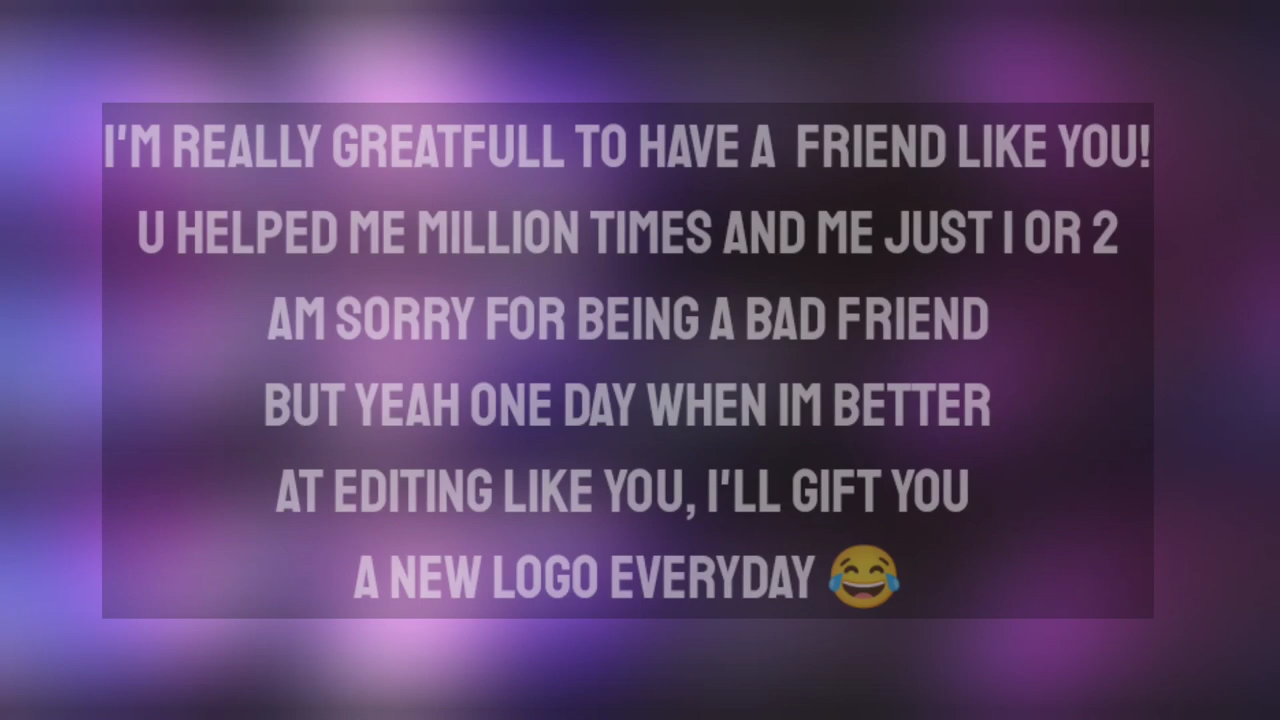 I'M REALLY GREATFULL TO HAVE A  FRIEND LIKE YOU!
U HELPED ME MILLION TIMES AND ME JUST 1 OR 2
AM SORRY FOR BEING A BAD FRIEND
BUT YEAH ONE DAY WHEN IM BETTER
AT EDITING LIKE YOU, I'LL GIFT YOU
A NEW LOGO EVERYDAY 😂